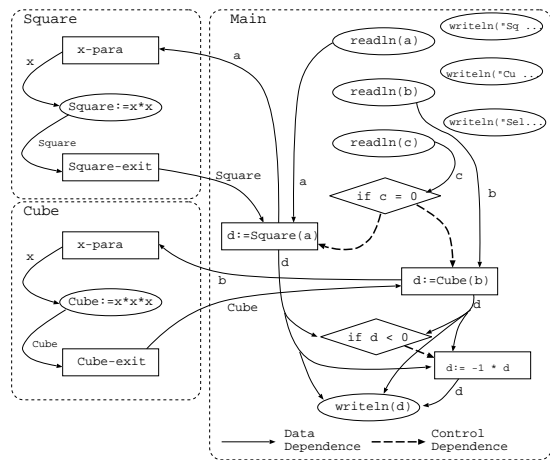 Square
x-para
x
Square:=x*x
Square
Square-exit
Cube
x-para
x
Cube:=x*x*x
Cube
Cube-exit
Main
readln(a)
writeln("Sq ...
a
readln(b)
writeln("Cu ...
readln(c)
writeln("Sel...
Square
a
c
b
if c = 0
d:=Square(a)
d
b
d:=Cube(b)
Cube
d
if d < 0
d:= -1 * d
d
writeln(d)
Data
Dependence
Control
Dependence